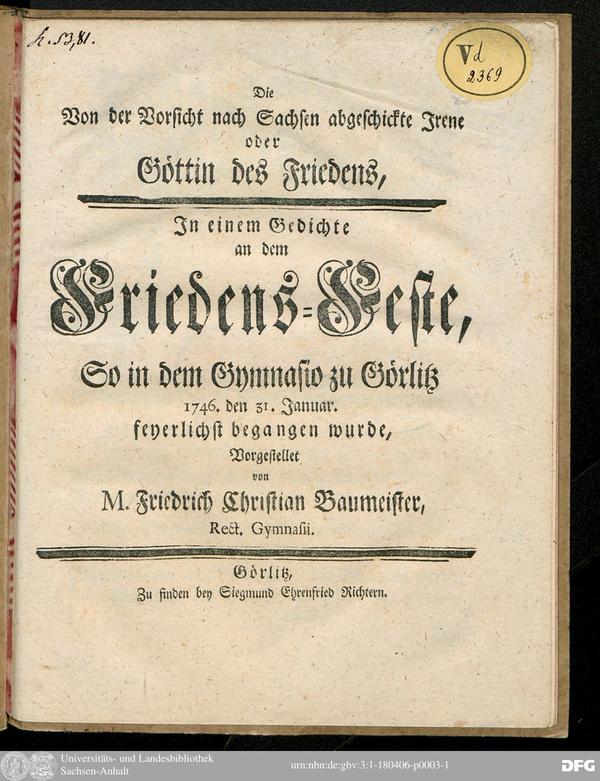 k. 53,81.
Vd
2369
Die
Von der Vorsicht nach Sachsen abgeschickte Irene
oder
Göttin des Friedens,
In einem Gedichte
an dem
Friedens-Feste,
So in dem Gymnasio zu Görlitz
1746. den 31. Januar.
feyerlichst begangen wurde,
Vorgestellet
von
M. Friedrich Christian Baumeister,
Rect. Gymnasii.
Görlitz,
Zu finden bey Siegmund Ehrenfried Richtern.
Universitäts- und Landesbibliothek
Sachsen-Anhalt
urn:nbn:de:gbv:3:1-180406-p0003-1
DFG